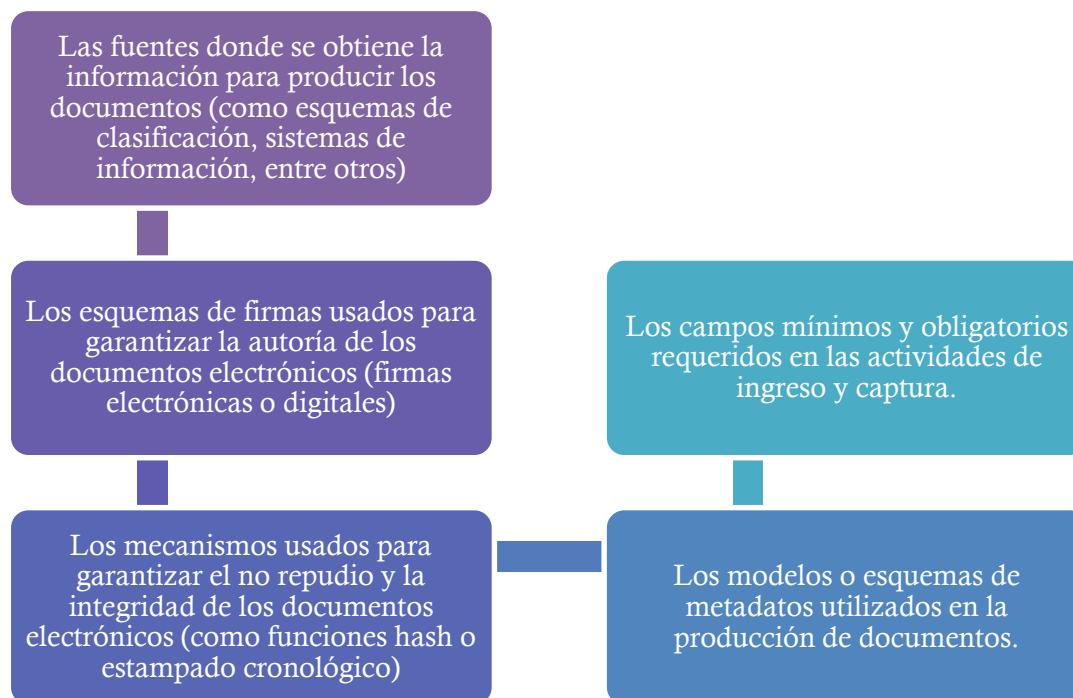 Las fuentes donde se obtiene la
información para producir los
documentos (como esquemas de
clasificación, sistemas de
información, entre otros)
Los esquemas de firmas usados para
garantizar la autoría de los
documentos electrónicos (firmas
electrónicas o digitales)
Los mecanismos usados para
garantizar el no repudio y la
integridad de los documentos
electrónicos (como funciones hash o
estampado cronológico)
Los modelos o esquemas de
metadatos utilizados en la
producción de documentos.
Los campos mínimos y obligatorios
requeridos en las actividades de
ingreso y captura.